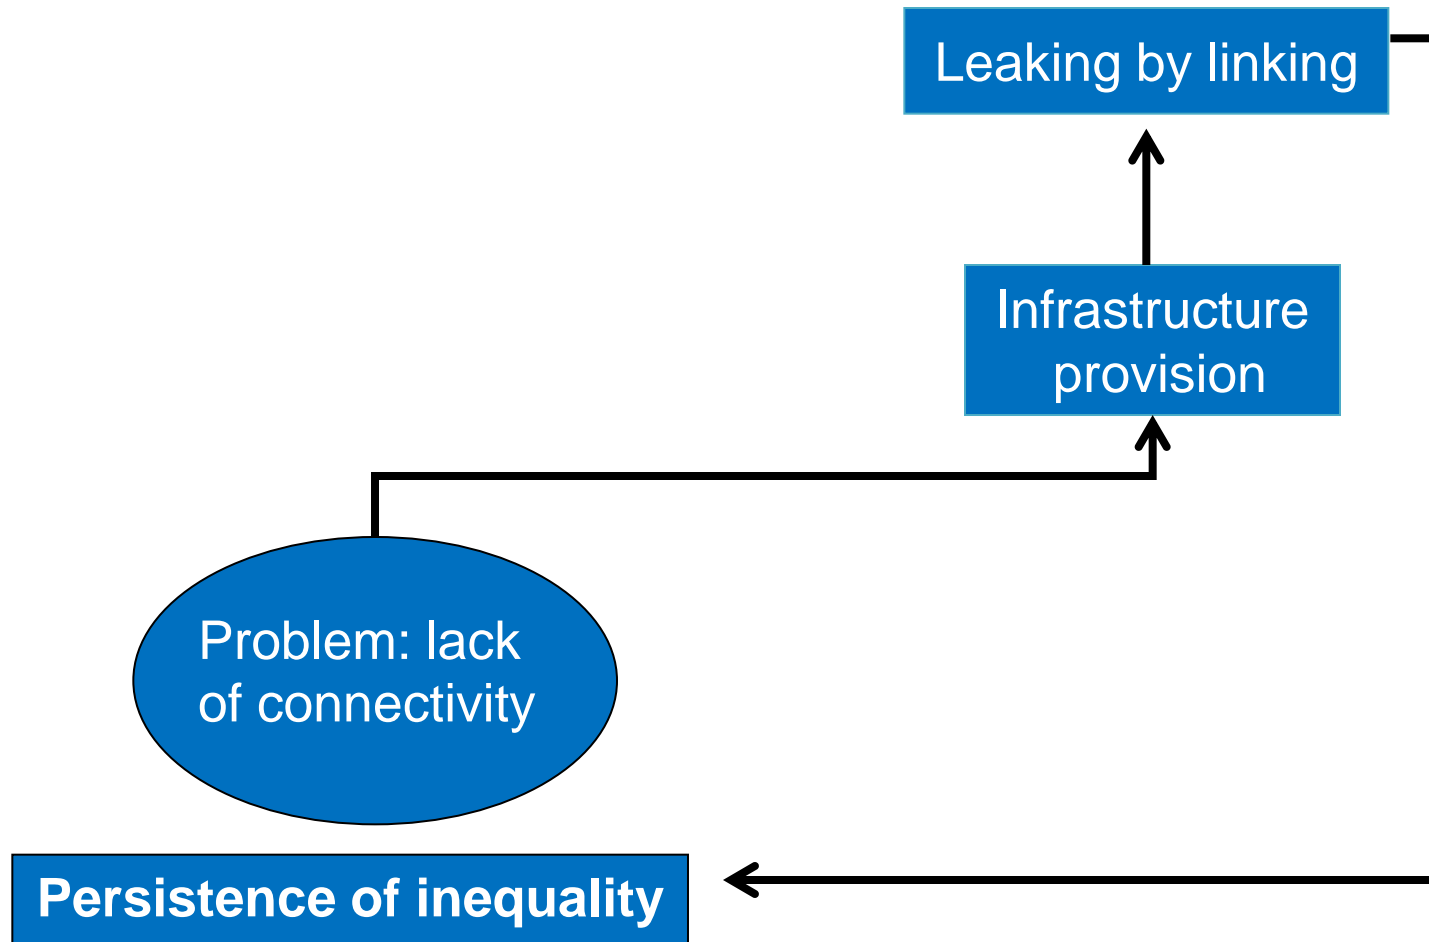 Leaking by linking
Infrastructure
provision
Problem: lack
of connectivity
Persistence of inequality